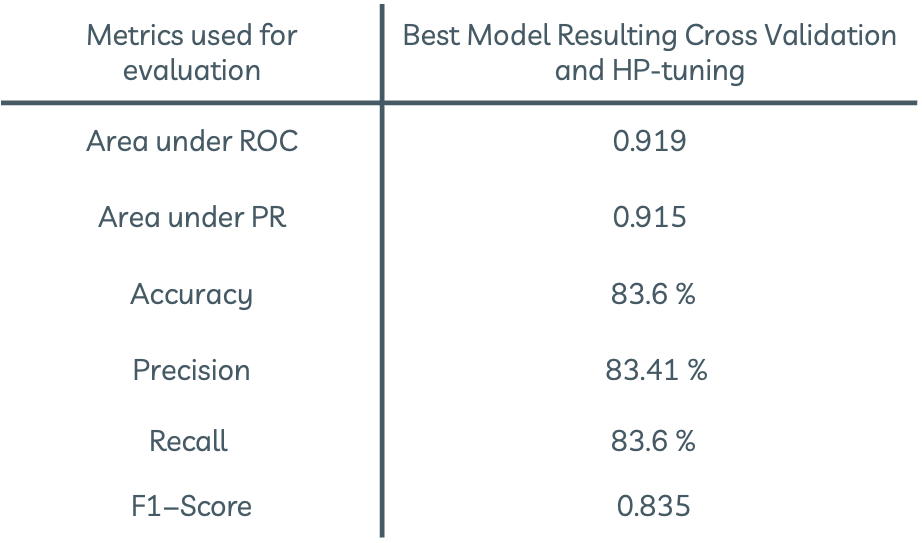 Metrics used for
evaluation
Best Model Resulting Cross Validation
and HP-tuning
Area under ROC
0.919
Area under PR
0.915
Accuracy
83.6 %
Precision
83.41 %
Recall
83.6 %
F1–Score
0.835